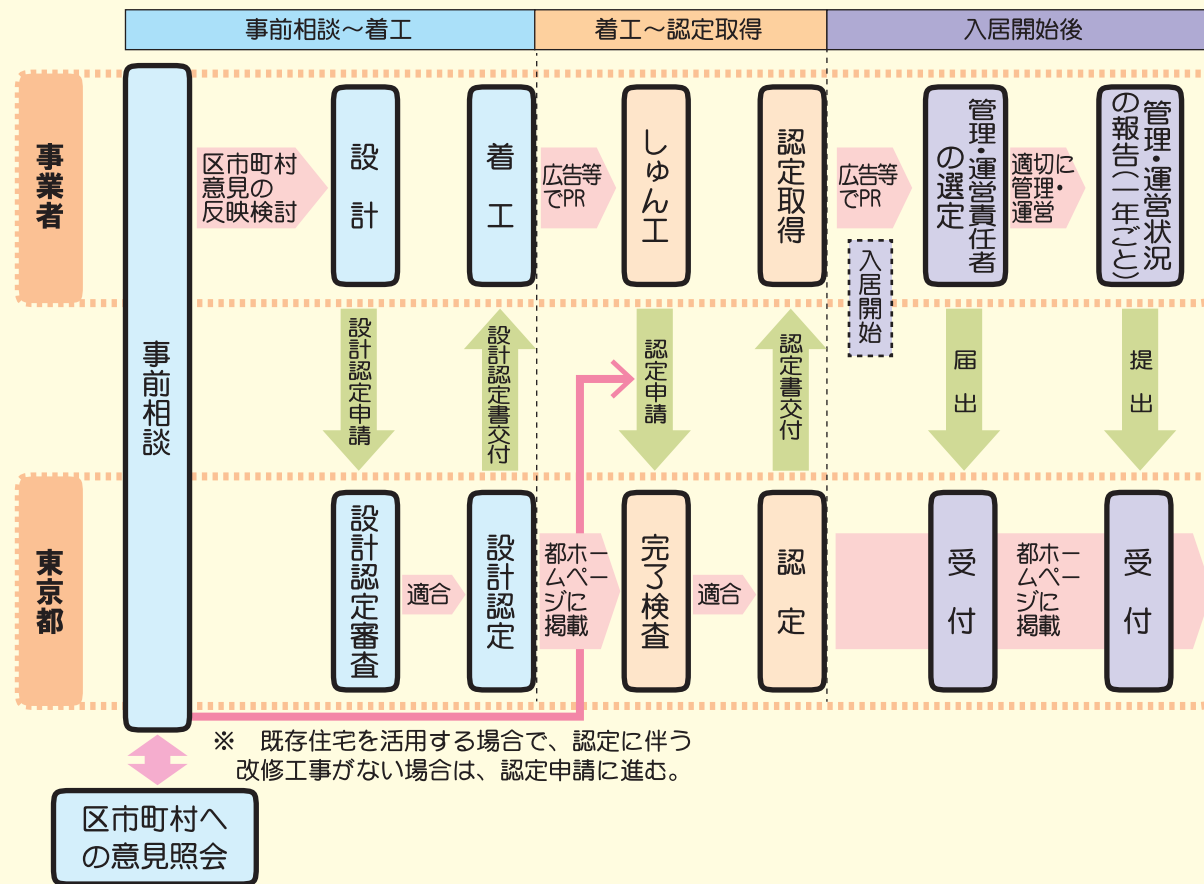 事前相談～着工
着工～認定取得
入居開始後
事業者
事前相談
区市町村
意見の
反映検討
設計
着工
広告等
でPR
しゅん工
認定取得
広告等
でPR
入居開始
管理・運営責任者
の選定
適切に
管理・
運営
管理・運営状況
の報告(一年ごと)
設計認定申請
設計認定書交付
認定申請
認定書交付
届出
提出
東京都
設計認定審査
適合
設計認定
都ホー
ムペー
ジに
掲載
完了検査
適合
認定
受付
都ホー
ムペー
ジに
掲載
受付
※　既存住宅を活用する場合で、認定に伴う
改修工事がない場合は、認定申請に進む。
区市町村へ
の意見照会